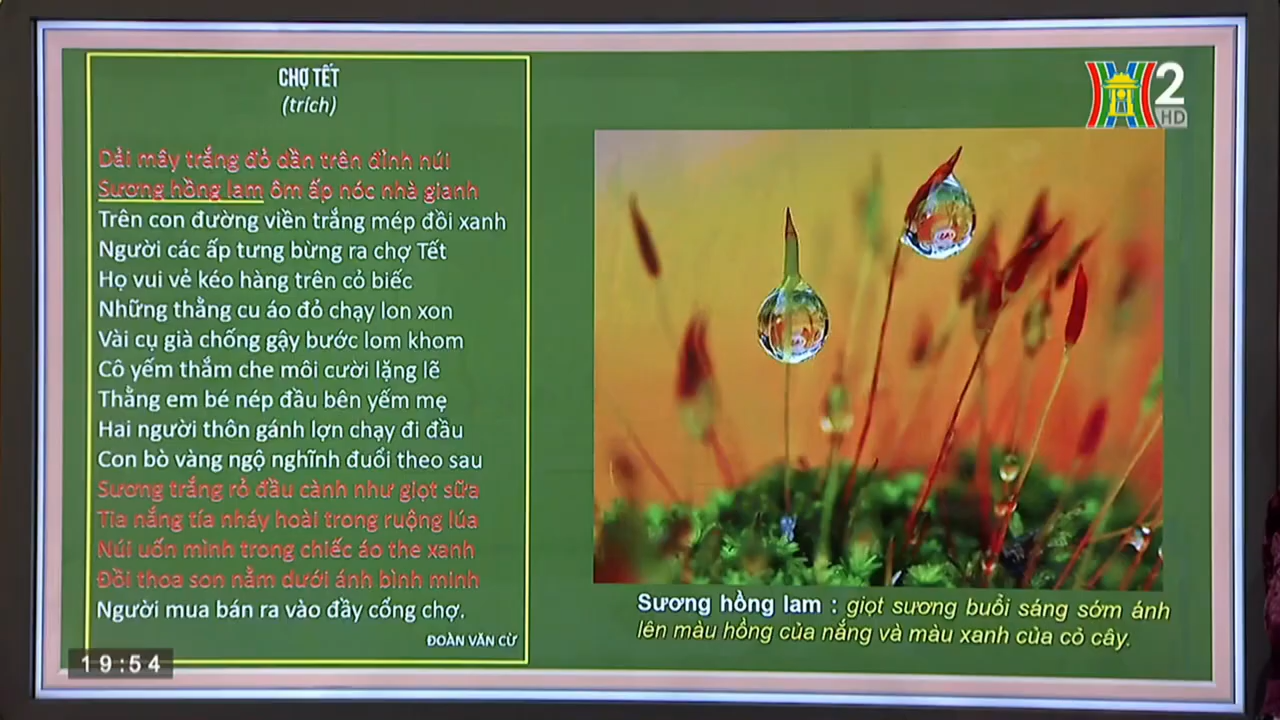 CHỢ TẾT
(trích)
Dải mây trắng đỏ dần trên đỉnh núi
Sương hồng lam ôm ấp nóc nhà gianh
Trên con đường viền trắng mép đồi xanh
Người các ấp tưng bừng ra chợ Tết
Họ vui vẻ kéo hàng trên cỏ biếc
Những thằng cu áo đỏ chạy lon xon
Vài cụ già chống gậy bước lom khom
Cô yếm thắm che môi cười lặng lẽ
Thằng em bé nép đầu bên yếm mẹ
Hai người thôn gánh lợn chạy đi đầu
Con bò vàng ngộ nghĩnh đuổi theo sau
Sương trắng rỏ đầu cành như giọt sữa
Tia nắng tía nháy hoài trong ruộng lúa
Núi uốn mình trong chiếc áo the xanh
Đồi thoa son nằm dưới ánh bình minh
Người mua bán ra vào đầy cổng chợ.
ĐOÀN VĂN CỪ
19:54
2
HD
Sương hồng lam : giọt sương buổi sáng sớm ánh
lên màu hồng của nắng và màu xanh của cỏ cây.